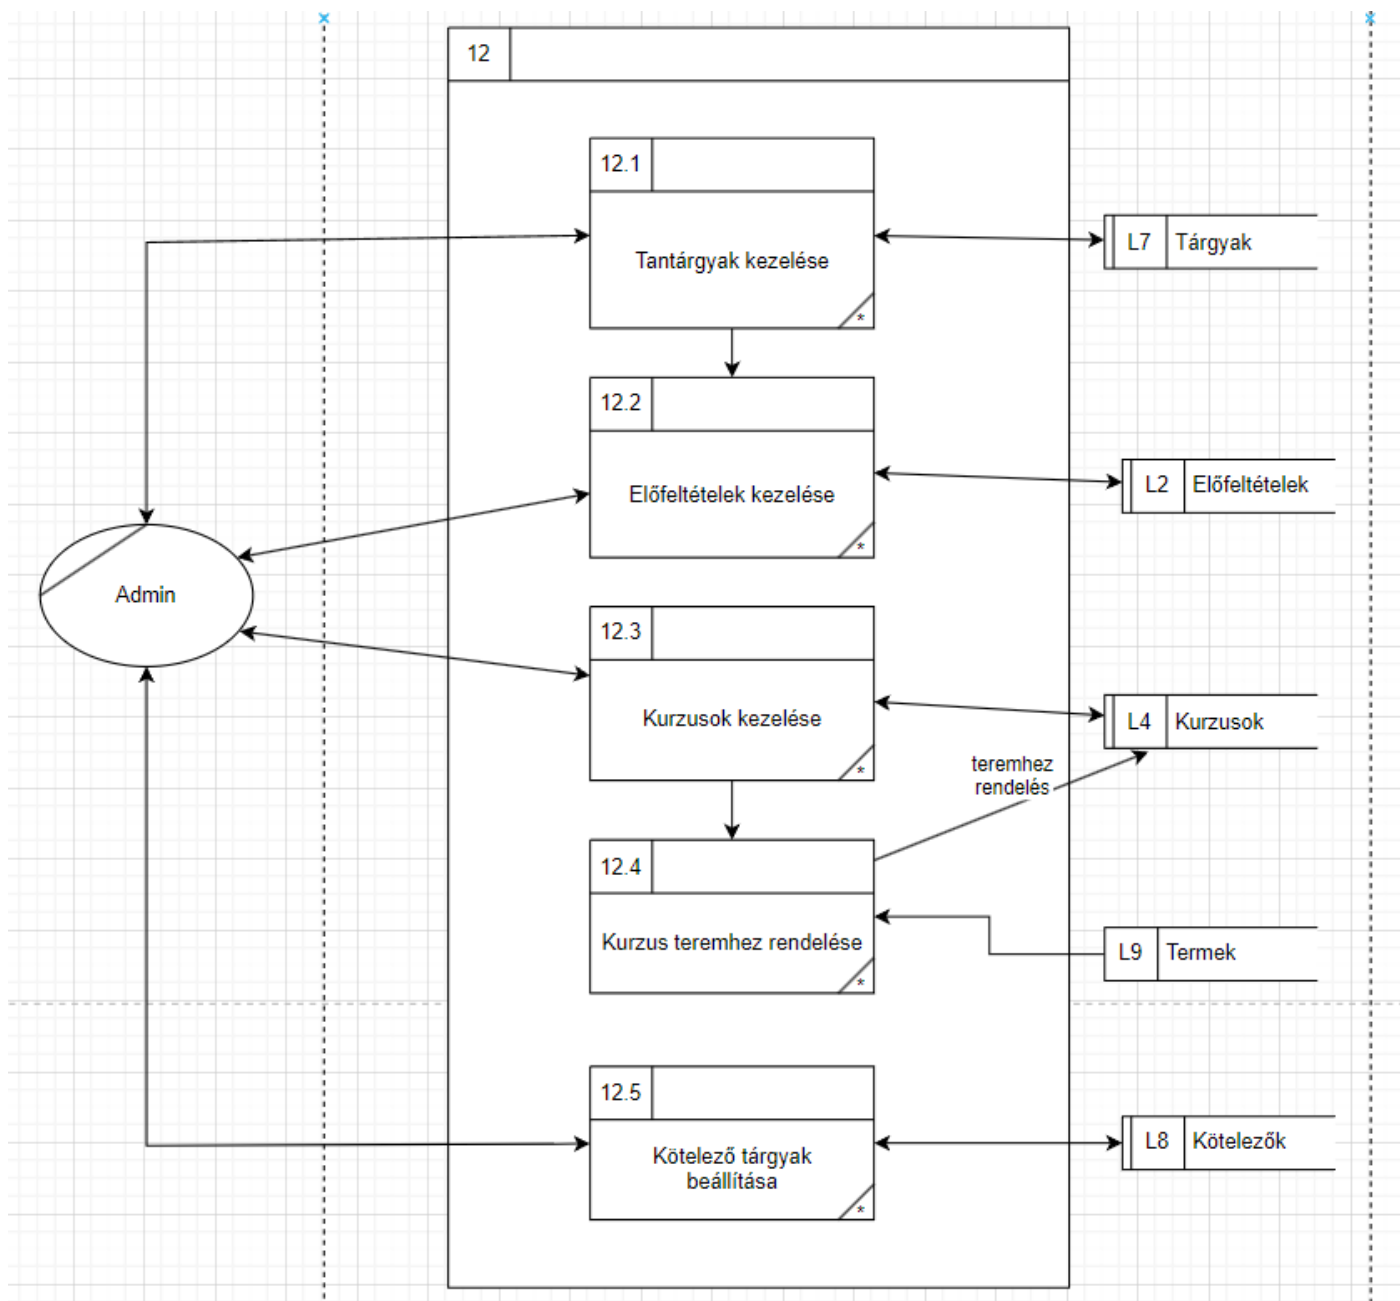 12
12.1
Tantárgyak kezelése
*
L7 Tárgyak
12.2
Előfeltételek kezelése
*
L2 Előfeltételek
Admin
12.3
Kurzusok kezelése
*
L4 Kurzusok
teremhez
rendelés
12.4
Kurzus teremhez rendelése
*
L9 Termek
12.5
Kötelező tárgyak
beállítása
*
L8 Kötelezők